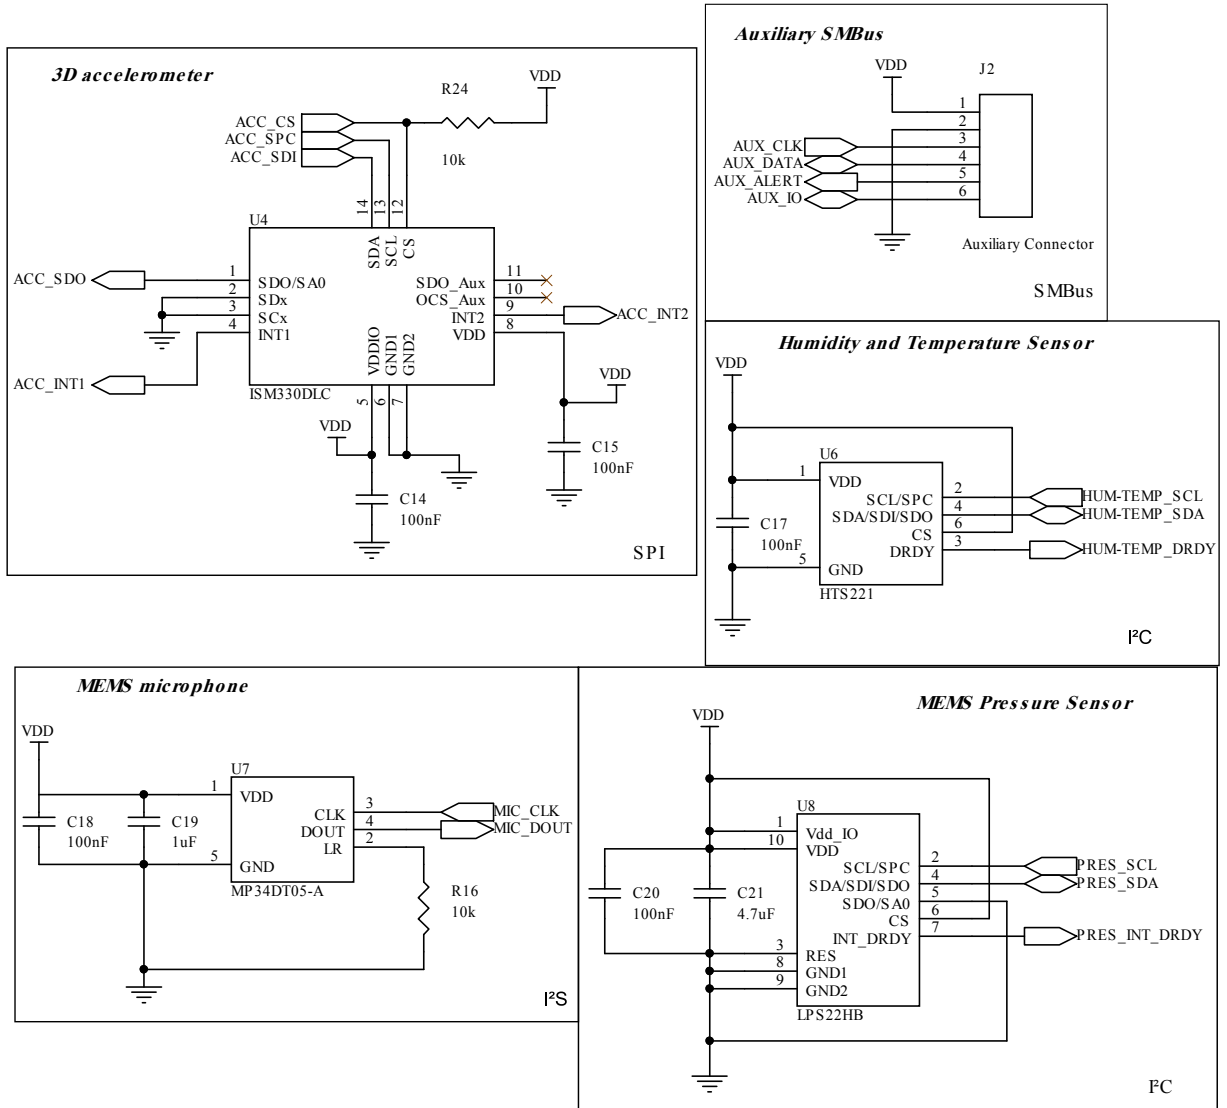 3D accelerometer
VDD
R24
10k
ACC_CS
ACC_SPC
ACC_SDI
14
13
12
U4
SDA
SCL
CS
ACC_SDO
1
SDO/SA0
2
SDx
3
SCx
4
INT1
ACC_INT1
SDO_Aux
11
OCS_Aux
10
INT2
9
ACC_INT2
VDD
8
VDDIO
GND1
GND2
ISM330DLC
5
6
7
VDD
VDD
C15
100nF
C14
100nF
SPI
Auxiliary SMBus
VDD
J2
1
2
AUX_CLK
3
AUX_DATA
4
AUX_ALERT
5
AUX_IO
6
Auxiliary Connector
SMBus
Humidity and Temperature Sensor
VDD
U6
1
VDD
SCL/SPC
2
HUM-TEMP_SCL
SDA/SDI/SDO
4
HUM-TEMP_SDA
CS
6
DRDY
3
HUM-TEMP_DRDY
C17
100nF
5
GND
HTS221
I²C
MEMS microphone
VDD
U7
1
VDD
C18
100nF
C19
1uF
CLK
3
MIC_CLK
DOUT
4
MIC_DOUT
LR
2
5
GND
MP34DT05-A
R16
10k
I²S
MEMS Pressure Sensor
VDD
U8
1
Vdd_IO
10
VDD
SCL/SPC
2
PRES_SCL
SDA/SDI/SDO
4
PRES_SDA
SDO/SA0
5
CS
6
INT_DRDY
7
PRES_INT_DRDY
C20
100nF
C21
4.7uF
3
RES
8
GND1
9
GND2
LPS22HB
I²C